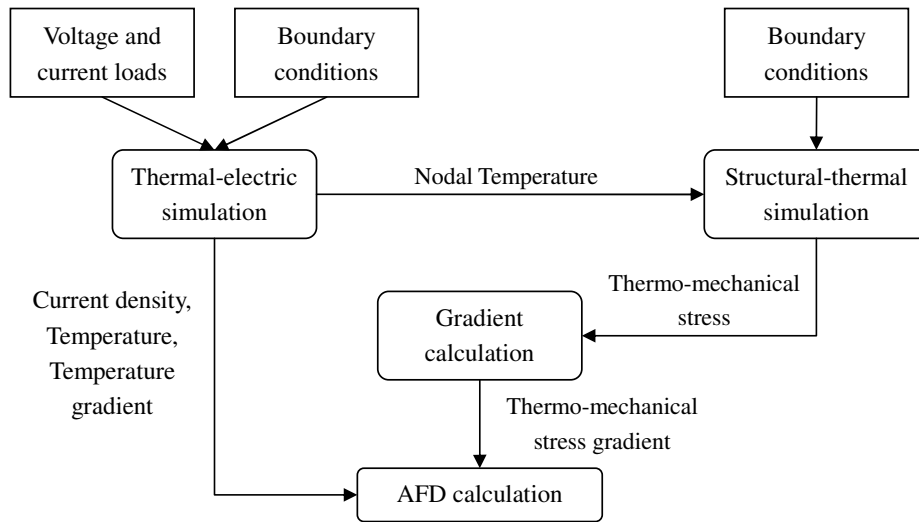 Voltage and
current loads
Boundary
conditions
Boundary
conditions
Thermal-electric
simulation
Nodal Temperature
Structural-thermal
simulation
Current density,
Temperature,
Temperature
gradient
Gradient
calculation
Thermo-mechanical
stress
Thermo-mechanical
stress gradient
AFD calculation